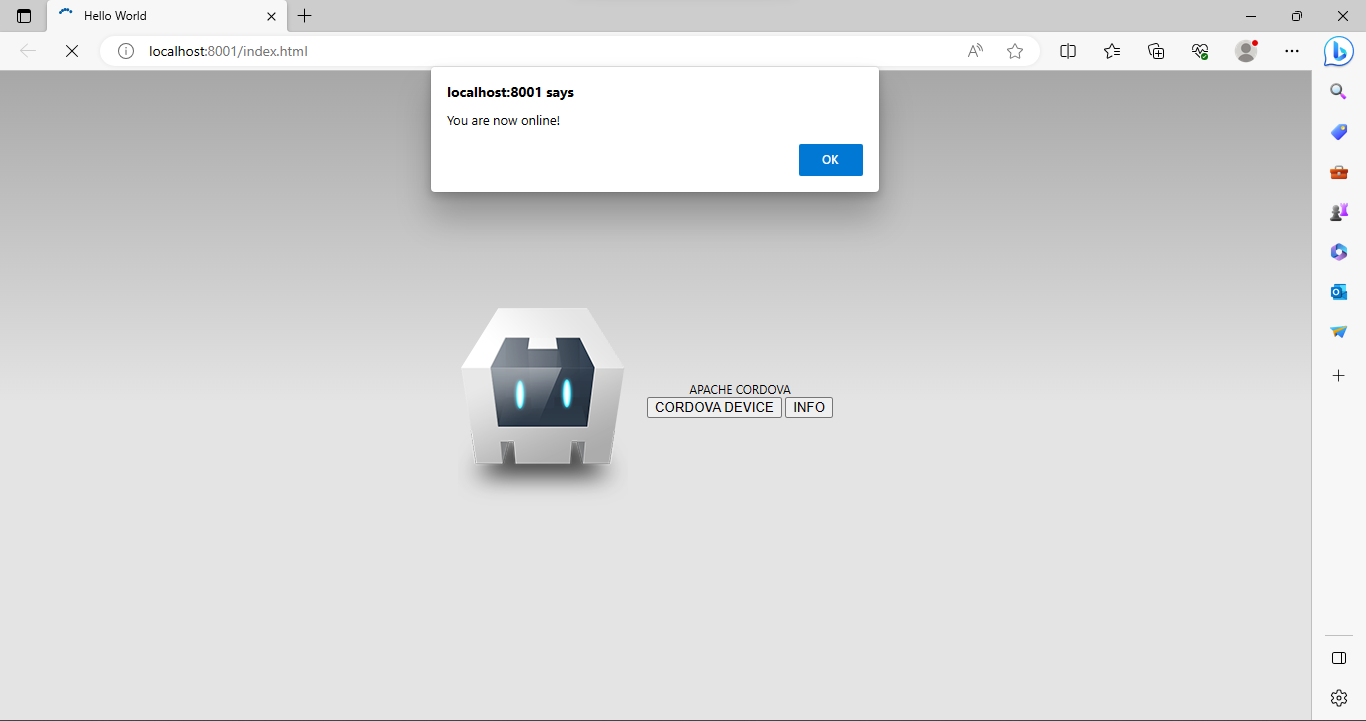 Hello World
localhost:8001/index.html
localhost:8001 says
You are now online!
OK
APACHE CORDOVA
CORDOVA DEVICE INFO